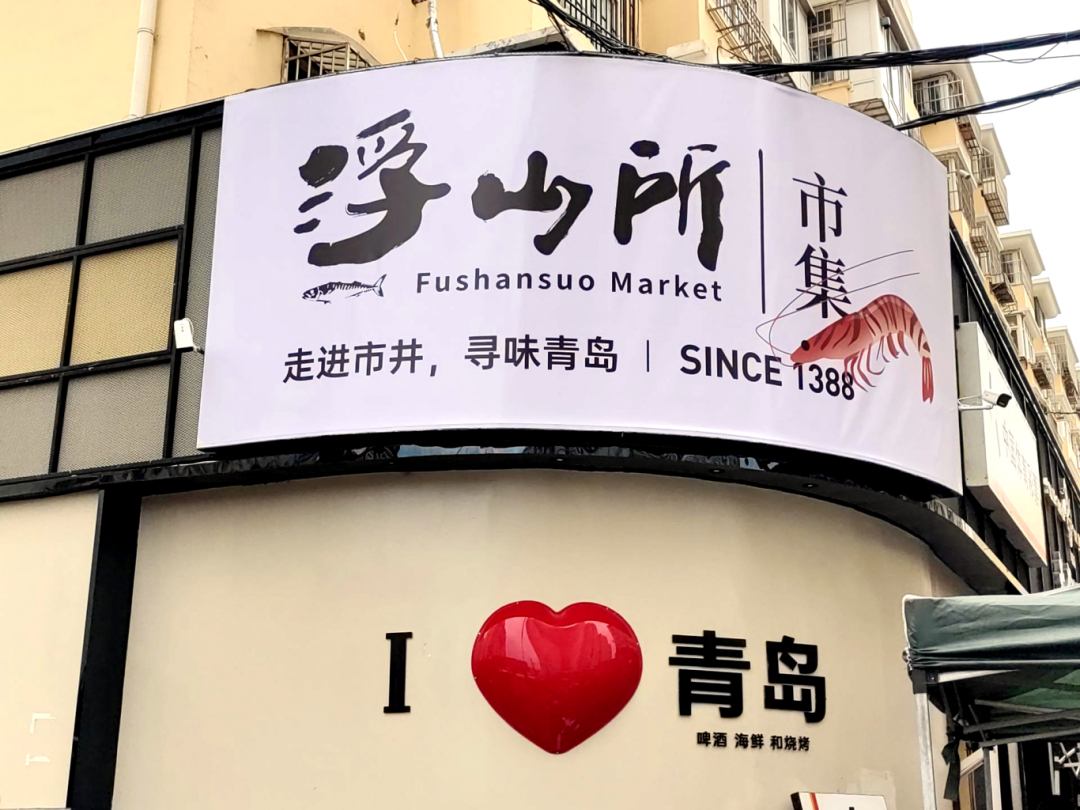 浮山所 市集
Fushansuo Market
走进市井，寻味青岛 | SINCE 1388
I 青岛
啤酒 海鲜 和烧烤